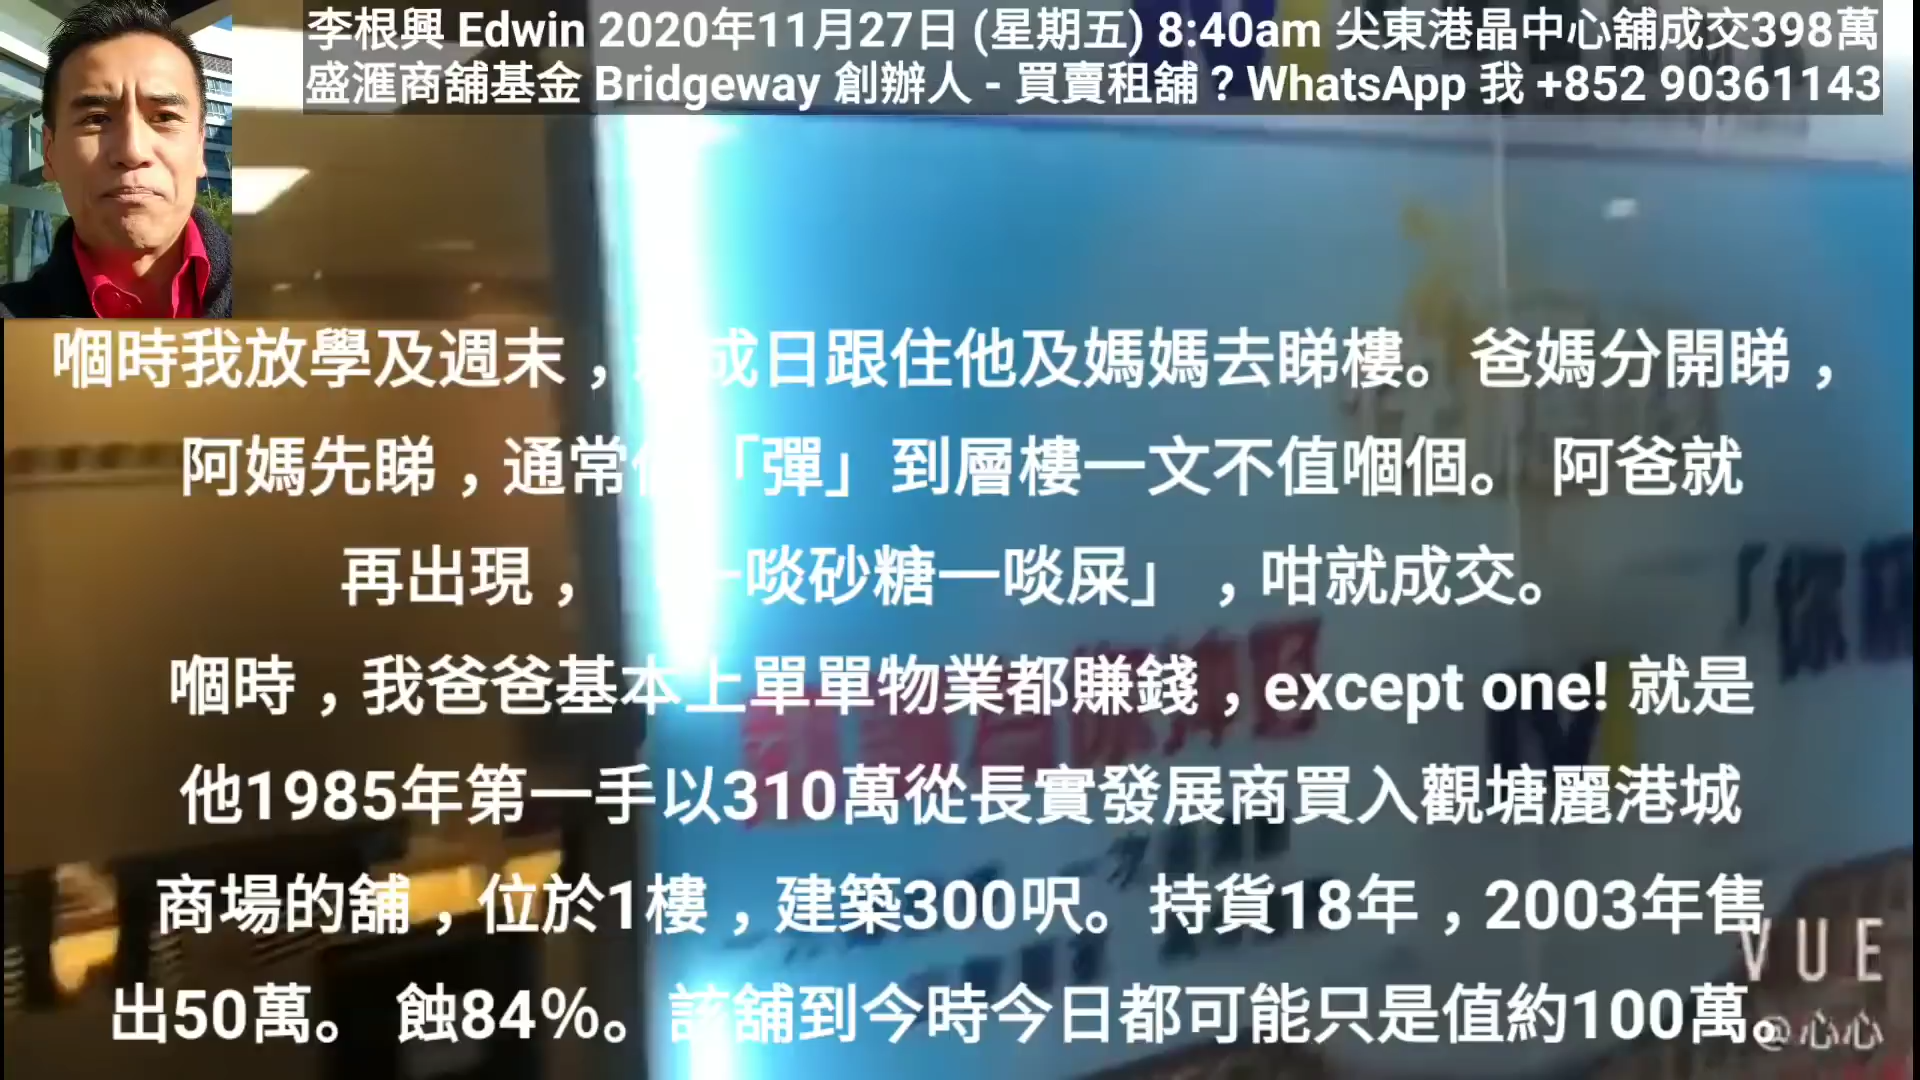 李根興 Edwin 2020年11月27日 (星期五) 8:40am 尖東港晶中心舖成交398萬
盛滙商舖基金 Bridgeway 創辦人 - 買賣租舖？WhatsApp 我 +852 90361143
嗰時我放學及週末，成日跟住他及媽媽去睇樓。爸媽分開睇，
阿媽先睇，通常「彈」到層樓一文不值嗰個。 阿爸就
再出現，一啖砂糖一啖屎」，咁就成交。
嗰時，我爸爸基本上單單物業都賺錢，except one! 就是
他1985年第一手以310萬從長實發展商買入觀塘麗港城
商場的舖，位於1樓，建築300呎。持貨18年，2003年售
出50萬。 蝕84%。該舖到今時今日都可能只是值約100萬。
VUE
@心心